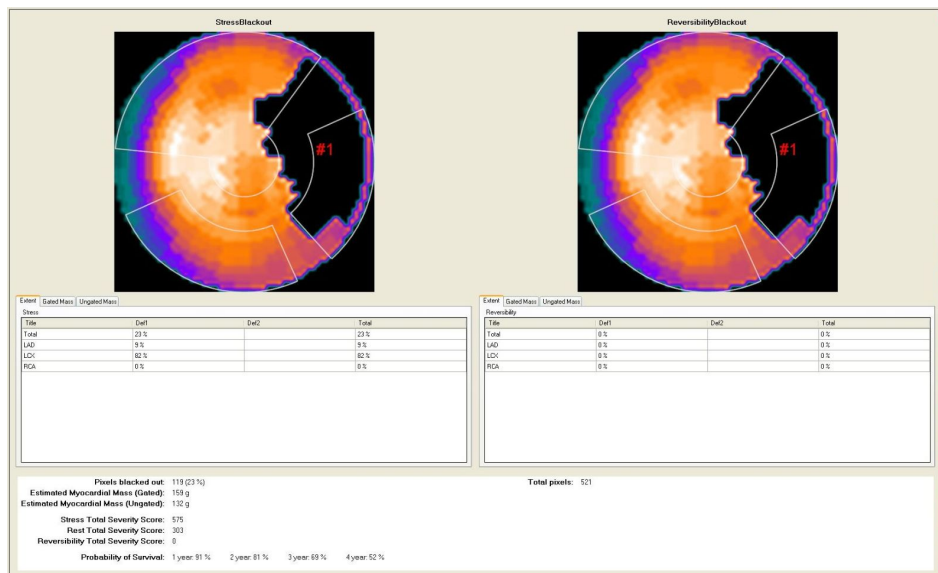 StressBlackout
ReversibilityBlackout
#1
#1
Extent Gated Mass Ungated Mass
Extent Gated Mass Ungated Mass
Stress
Title Def1 Def2 Total
Total 23 % 23 %
LAD 9 % 9 %
LCX 82 % 82 %
RCA 0 % 0 %
Reversibility
Title Def1 Def2 Total
Total 0 % 0 %
LAD 0 % 0 %
LCX 0 % 0 %
RCA 0 % 0 %
Pixels blacked out: 119 (23 %)
Total pixels: 521
Estimated Myocardial Mass (Gated): 159 g
Estimated Myocardial Mass (Ungated): 132 g
Stress Total Severity Score: 575
Rest Total Severity Score: 303
Reversibility Total Severity Score: 0
Probability of Survival: 1 year: 91 % 2 year: 81 % 3 year: 69 % 4 year: 52 %